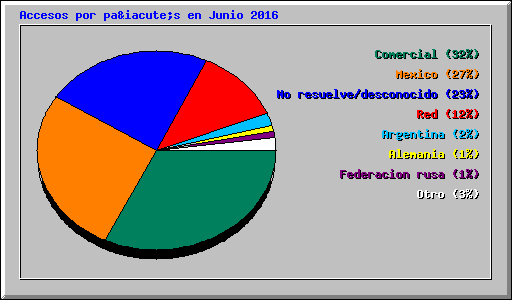 Accesos por pa&iacute;s en Junio 2016
Comercial (32%)
Mexico (27%)
No resuelve/desconocido (23%)
Red (12%)
Argentina (2%)
Alemania (1%)
Federacion rusa (1%)
Otro (3%)